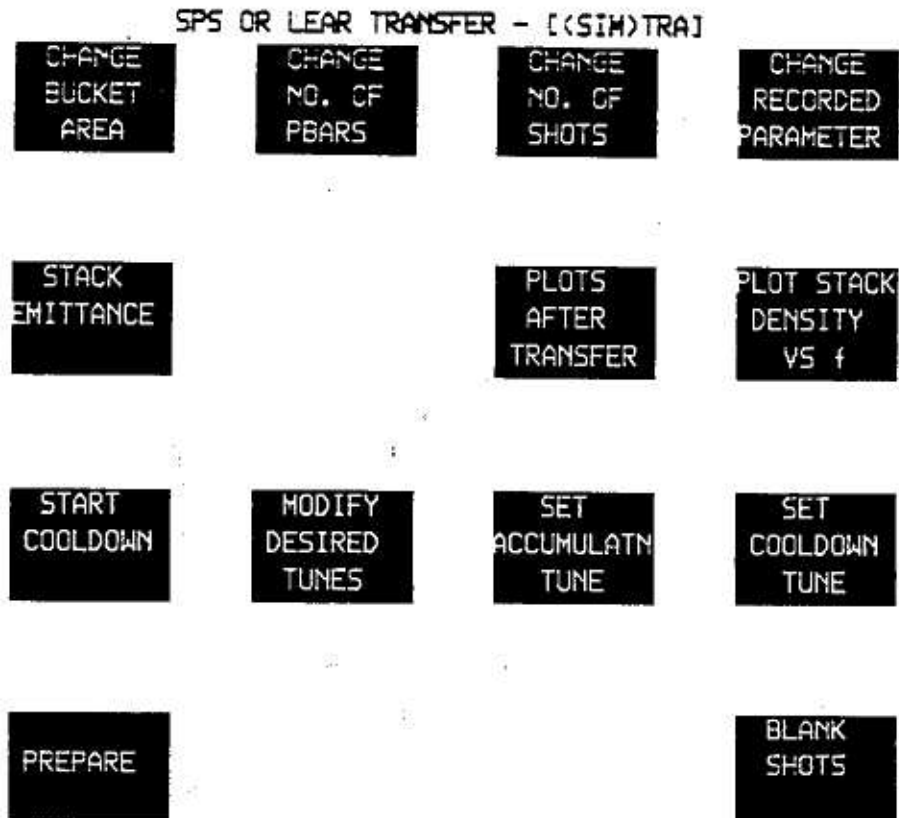 SPS OR LEAR TRANSFER - [(SIM)TRA]
CHANGE
BUCKET
AREA
CHANGE
NO. OF
PBARS
CHANGE
NO. OF
SHOTS
CHANGE
RECORDED
PARAMETER
STACK
EMITTANCE
PLOTS
AFTER
TRANSFER
PLOT STACK
DENSITY
VS f
START
COOLDOWN
MODIFY
DESIRED
TUNES
SET
ACCUMULATN
TUNE
SET
COOLDOWN
TUNE
PREPARE
BLANK
SHOTS